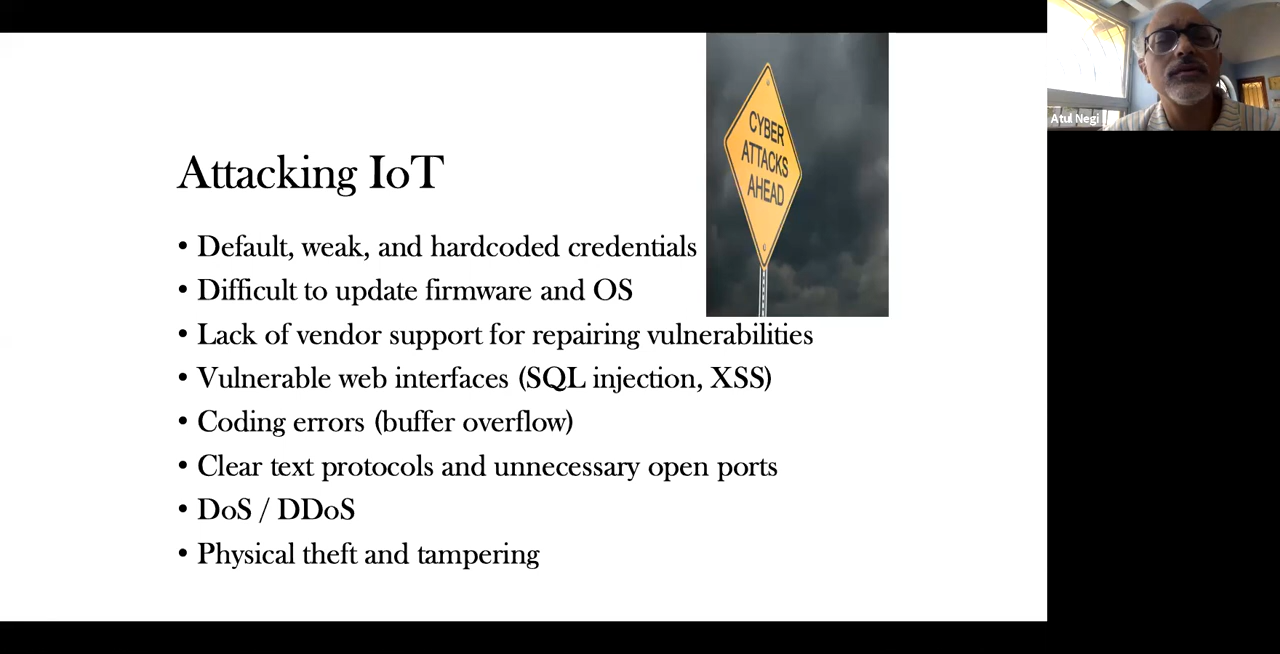 CYBER
ATTACKS
AHEAD
Atul Negi
Attacking IoT
• Default, weak, and hardcoded credentials
• Difficult to update firmware and OS
• Lack of vendor support for repairing vulnerabilities
• Vulnerable web interfaces (SQL injection, XSS)
• Coding errors (buffer overflow)
• Clear text protocols and unnecessary open ports
• DoS / DDoS
• Physical theft and tampering